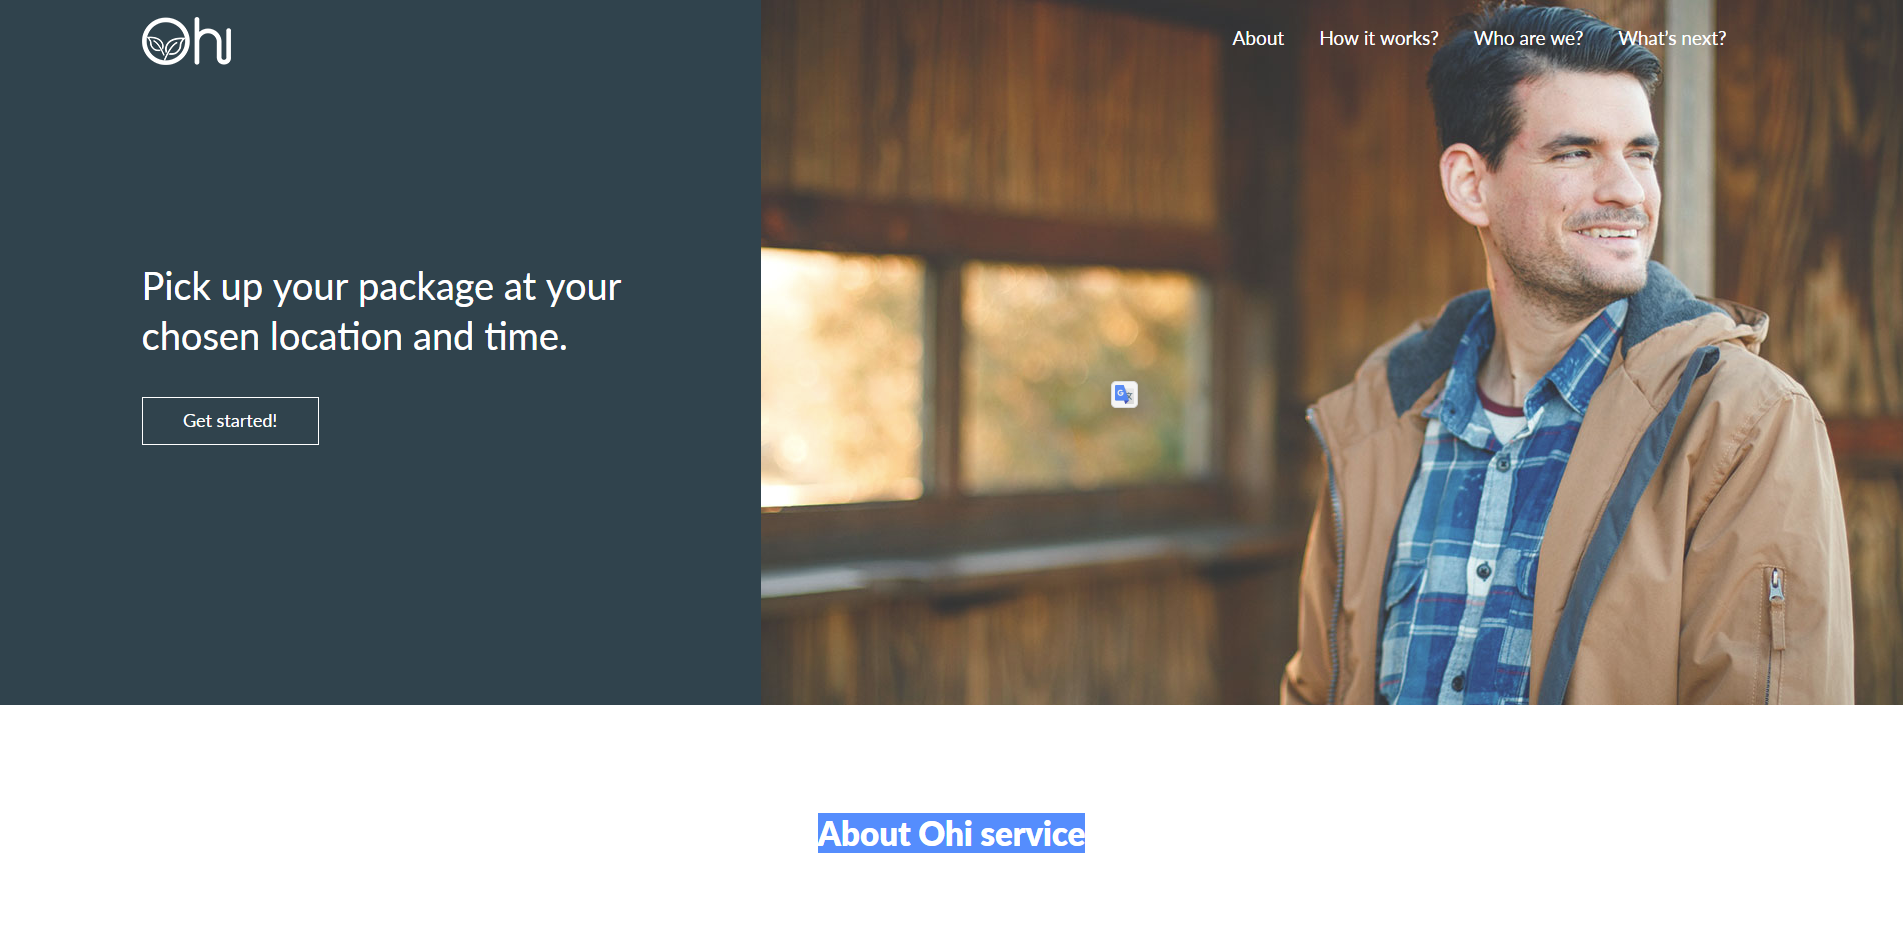 Ohi
About How it works? Who are we? What's next?
Pick up your package at your
chosen location and time.
Get started!
About Ohi service